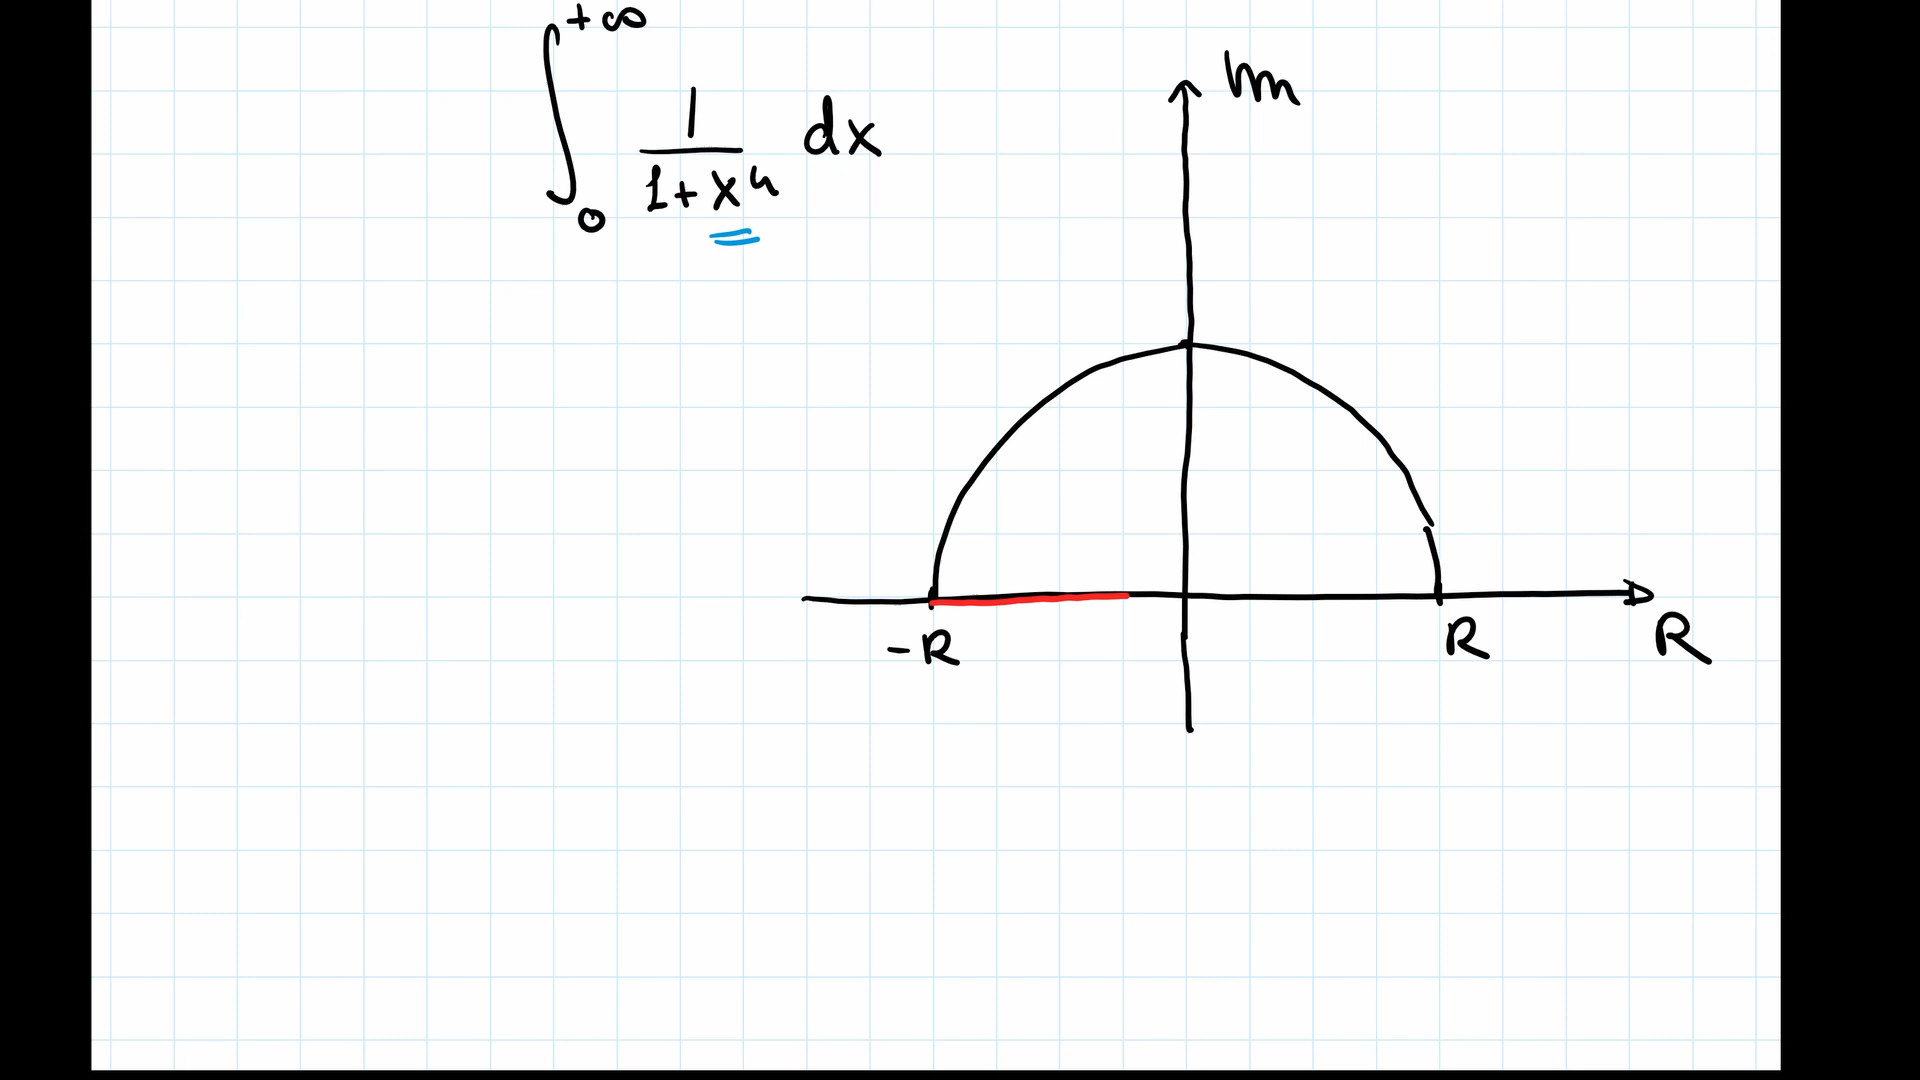 ∫₀^{+∞} 1/(1+x⁴) dx
Im
-R
R
R